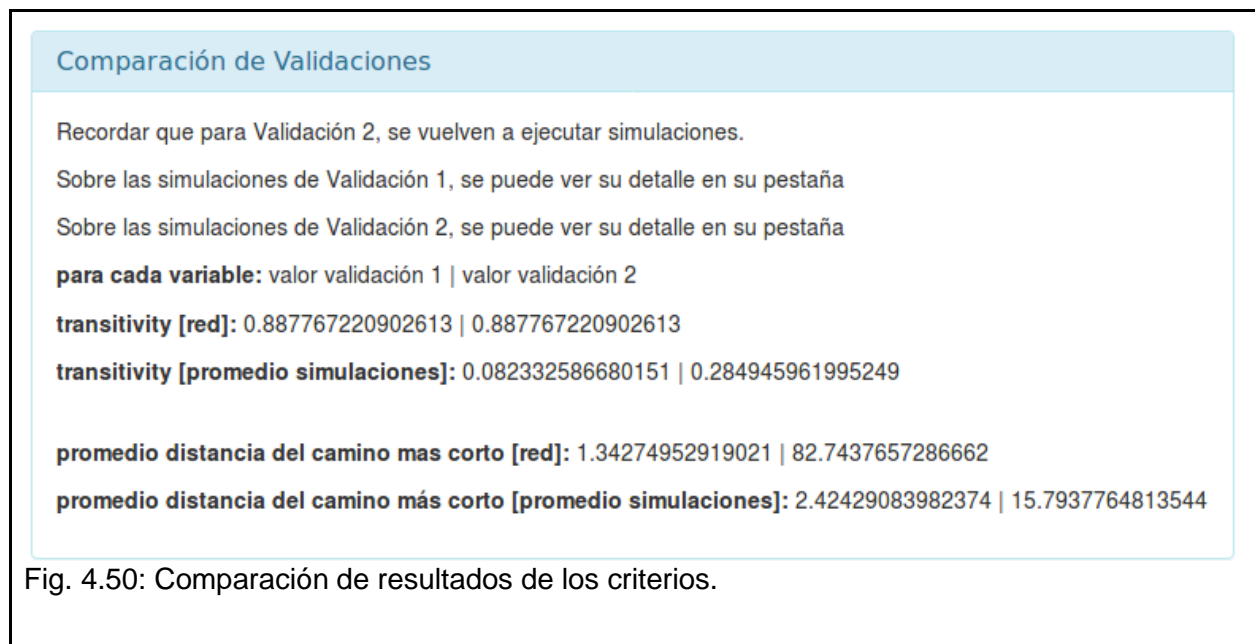 Comparación de Validaciones
Recordar que para Validación 2, se vuelven a ejecutar simulaciones.
Sobre las simulaciones de Validación 1, se puede ver su detalle en su pestaña
Sobre las simulaciones de Validación 2, se puede ver su detalle en su pestaña
para cada variable: valor validación 1 | valor validación 2
transitivity [red]: 0.887767220902613 | 0.887767220902613
transitivity [promedio simulaciones]: 0.082332586680151 | 0.284945961995249
promedio distancia del camino mas corto [red]: 1.34274952919021 | 82.7437657286662
promedio distancia del camino más corto [promedio simulaciones]: 2.42429083982374 | 15.7937764813544
Fig. 4.50: Comparación de resultados de los criterios.